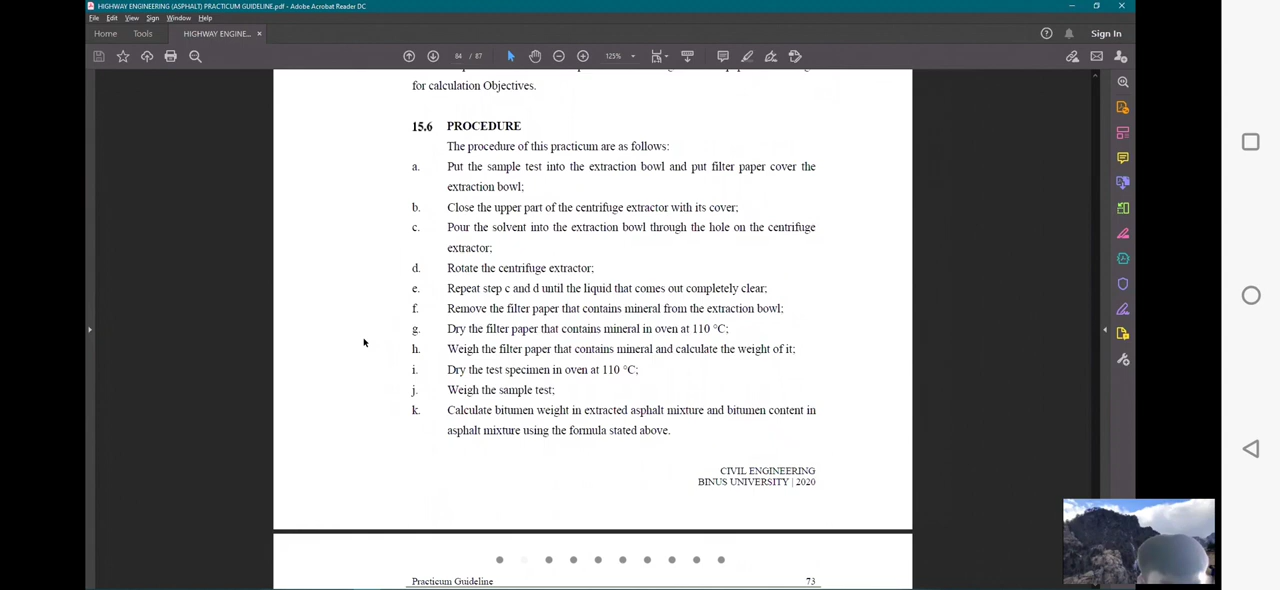 HIGHWAY ENGINEERING (ASPHALT) PRACTICUM GUIDELINE.pdf - Adobe Acrobat Reader DC
File Edit View Sign Window Help
Home Tools HIGHWAY ENGINE... × Sign In
84 / 87 125%
for calculation Objectives.
15.6 PROCEDURE
The procedure of this practicum are as follows:
a. Put the sample test into the extraction bowl and put filter paper cover the
extraction bowl;
b. Close the upper part of the centrifuge extractor with its cover;
c. Pour the solvent into the extraction bowl through the hole on the centrifuge
extractor;
d. Rotate the centrifuge extractor;
e. Repeat step c and d until the liquid that comes out completely clear;
f. Remove the filter paper that contains mineral from the extraction bowl;
g. Dry the filter paper that contains mineral in oven at 110 °C;
h. Weigh the filter paper that contains mineral and calculate the weight of it;
i. Dry the test specimen in oven at 110 °C;
j. Weigh the sample test;
k. Calculate bitumen weight in extracted asphalt mixture and bitumen content in
asphalt mixture using the formula stated above.
CIVIL ENGINEERING
BINUS UNIVERSITY | 2020
Practicum Guideline 73